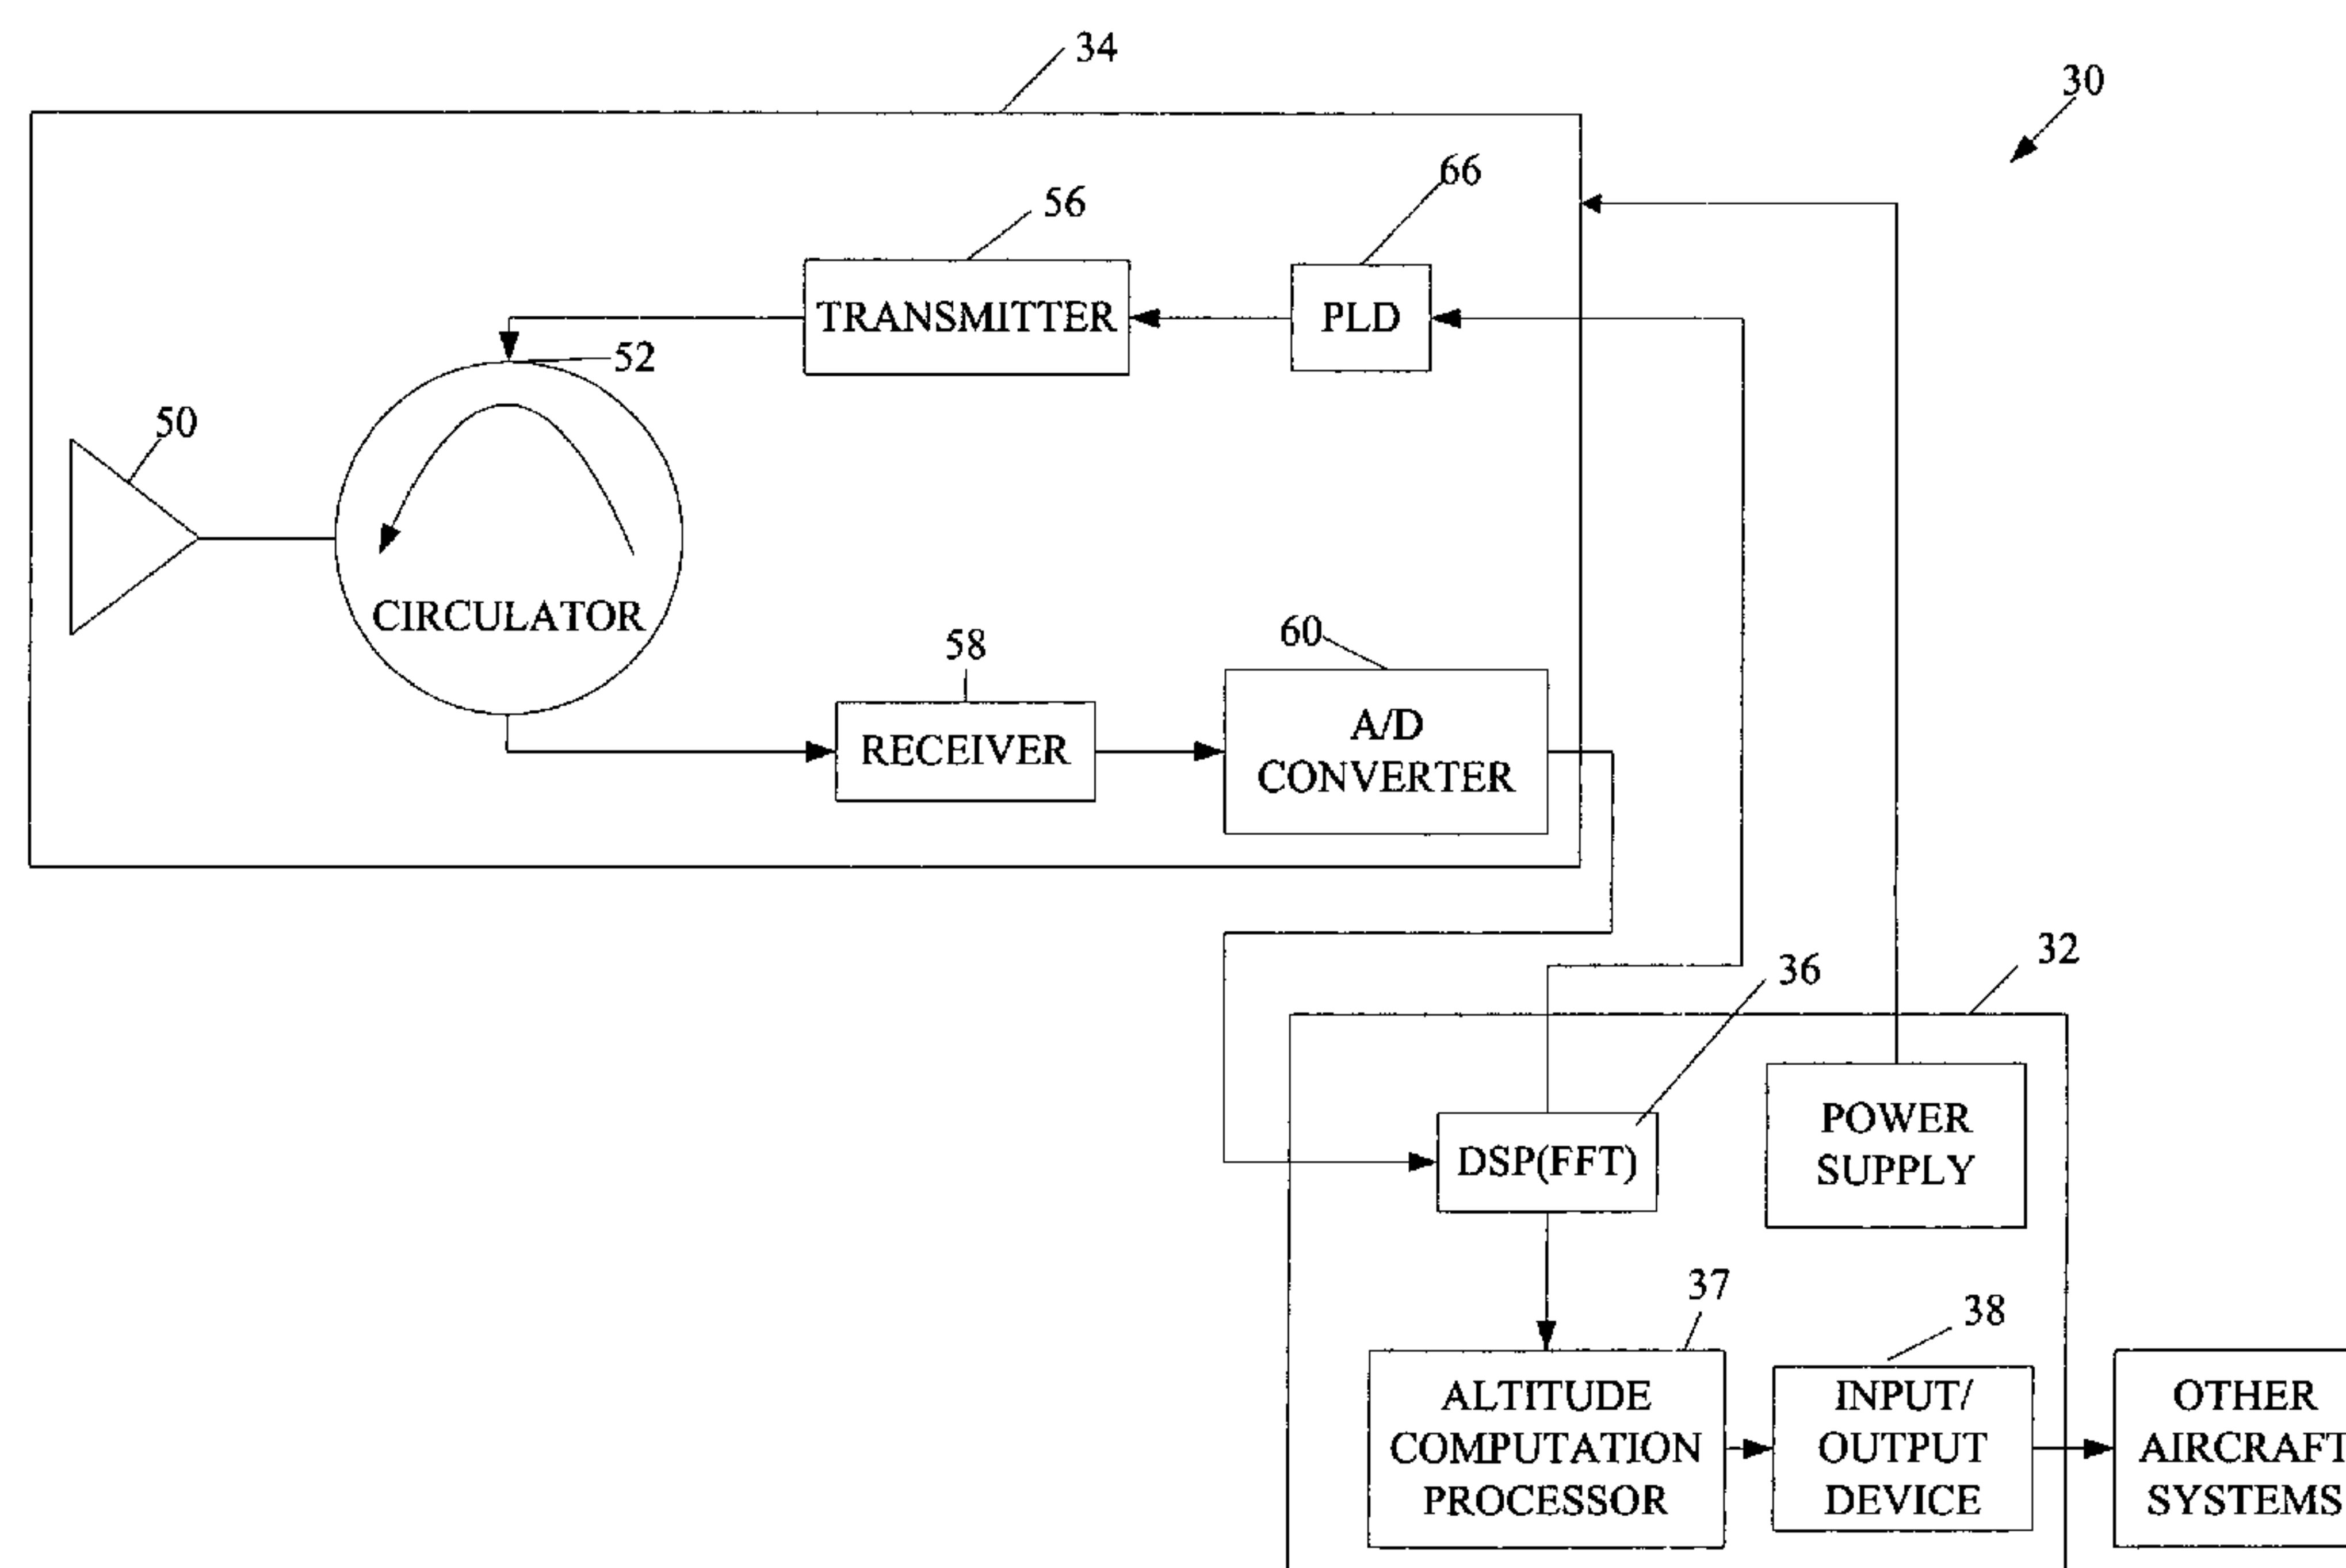 34
30
66
56
TRANSMITTER
PLD
52
50
CIRCULATOR
58
60
RECEIVER
A/D
CONVERTER
32
36
POWER
SUPPLY
DSP(FFT)
37
38
ALTITUDE
COMPUTATION
PROCESSOR
INPUT/
OUTPUT
DEVICE
OTHER
AIRCRAFT
SYSTEMS